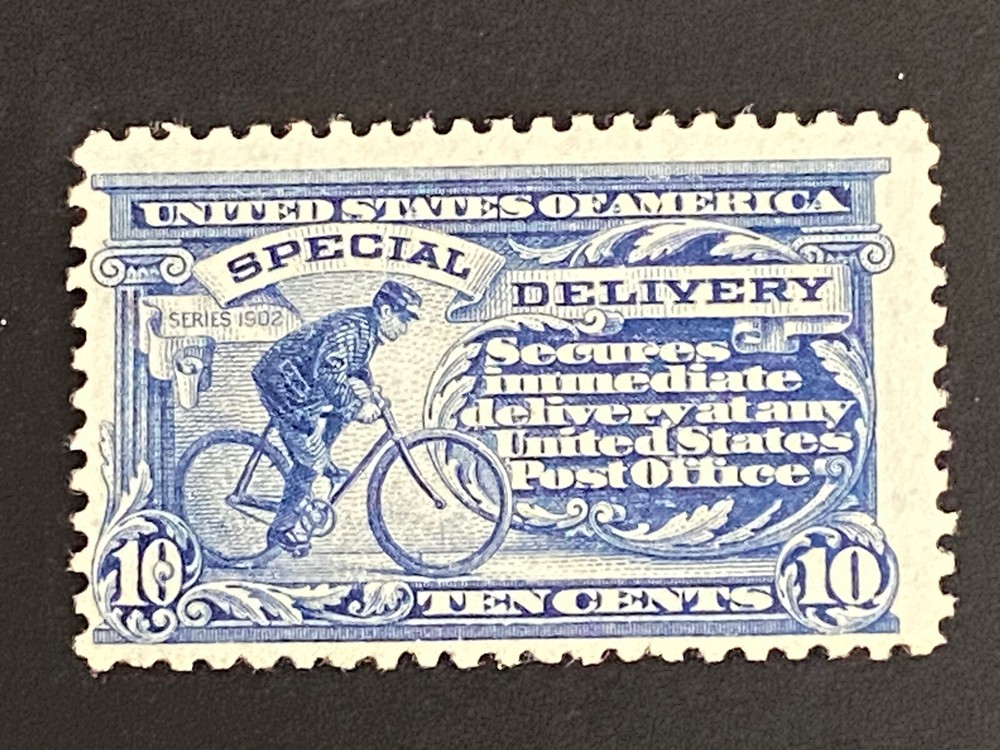 UNITED STATES OF AMERICA
SPECIAL
DELIVERY
SERIES 1902
Secures
immediate
delivery at any
United States
Post Office
10
TEN CENTS
10